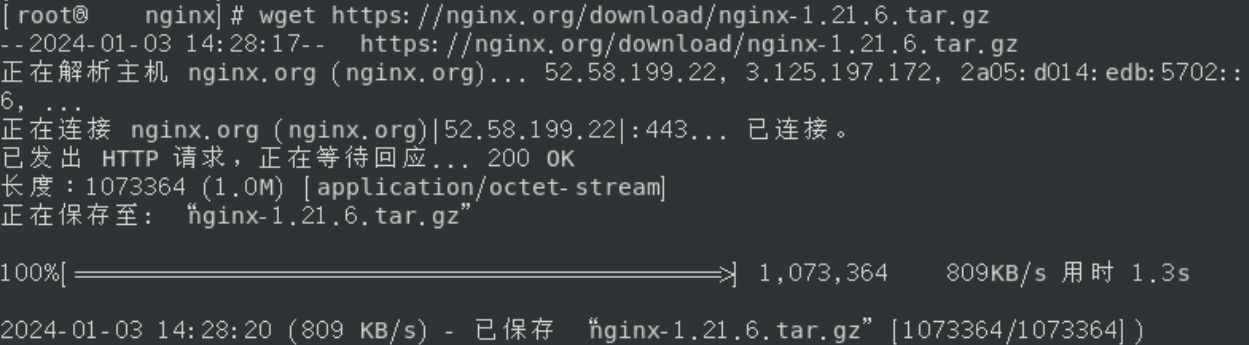 [root@ nginx]# wget https://nginx.org/download/nginx-1.21.6.tar.gz
--2024-01-03 14:28:17-- https://nginx.org/download/nginx-1.21.6.tar.gz
正在解析主机 nginx.org (nginx.org)... 52.58.199.22, 3.125.197.172, 2a05:d014:edb:5702::
6, ...
正在连接 nginx.org (nginx.org)|52.58.199.22|:443... 已连接。
已发出 HTTP 请求，正在等待回应... 200 OK
长度：1073364 (1.0M) [application/octet-stream]
正在保存至: “nginx-1.21.6.tar.gz”
100%[======================================>] 1,073,364 809KB/s 用时 1.3s
2024-01-03 14:28:20 (809 KB/s) - 已保存 “nginx-1.21.6.tar.gz” [1073364/1073364])